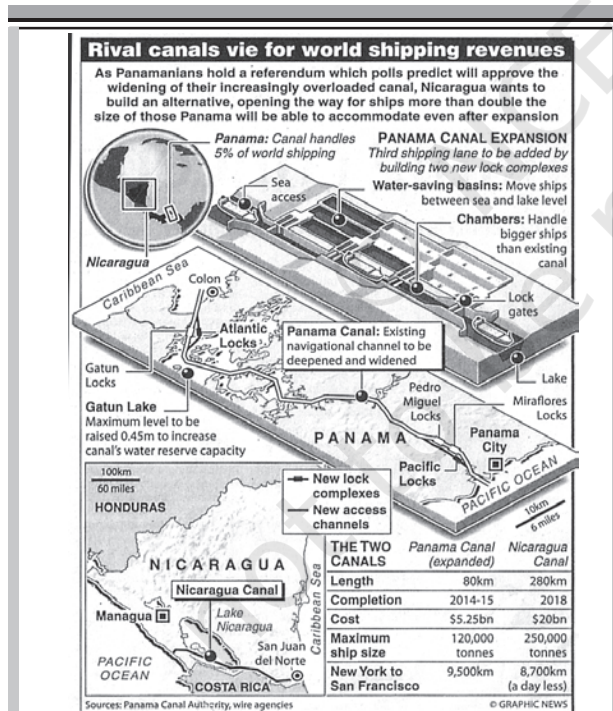 Rival canals vie for world shipping revenues
As Panamanians hold a referendum which polls predict will approve the
widening of their increasingly overloaded canal, Nicaragua wants to
build an alternative, opening the way for ships more than double the
size of those Panama will be able to accommodate even after expansion
Panama: Canal handles
5% of world shipping
PANAMA CANAL EXPANSION
Third shipping lane to be added by
building two new lock complexes
Sea
access
Water-saving basins: Move ships
between sea and lake level
Chambers: Handle
bigger ships
than existing
canal
Nicaragua
Caribbean Sea
Colon
Lock
gates
Atlantic
Locks
Panama Canal: Existing
navigational channel to be
deepened and widened
Gatun
Locks
Lake
Pedro
Miguel
Locks
Miraflores
Locks
Gatun Lake
Maximum level to be
raised 0.45m to increase
canal's water reserve capacity
PANAMA
Panama
City
Pacific
Locks
PACIFIC OCEAN
10km
6 miles
100km
60 miles
HONDURAS
New lock
complexes
New access
channels
NICARAGUA
Nicaragua Canal
Managua
Lake
Nicaragua
Caribbean Sea
San Juan
del Norte
PACIFIC
OCEAN
COSTA RICA
THE TWO CANALS Panama Canal (expanded) Nicaragua Canal
Length 80km 280km
Completion 2014-15 2018
Cost $5.25bn $20bn
Maximum ship size 120,000 tonnes 250,000 tonnes
New York to San Francisco 9,500km 8,700km (a day less)
Sources: Panama Canal Authority, wire agencies
© GRAPHIC NEWS